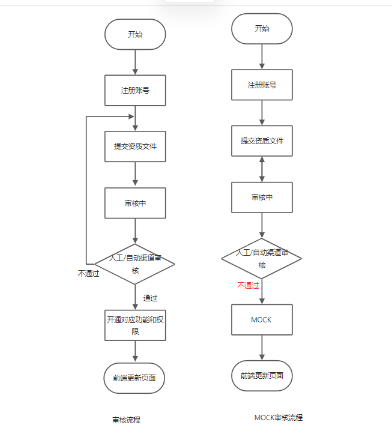 开始
注册账号
提交资质文件
审核中
人工/自动渠道审
核
不通过
通过
开通对应功能和权
限
前端更新页面
审核流程
开始
注册账号
提交资质文件
审核中
人工/自动渠道审
核
不通过
MOCK
前端更新页面
MOCK审核流程